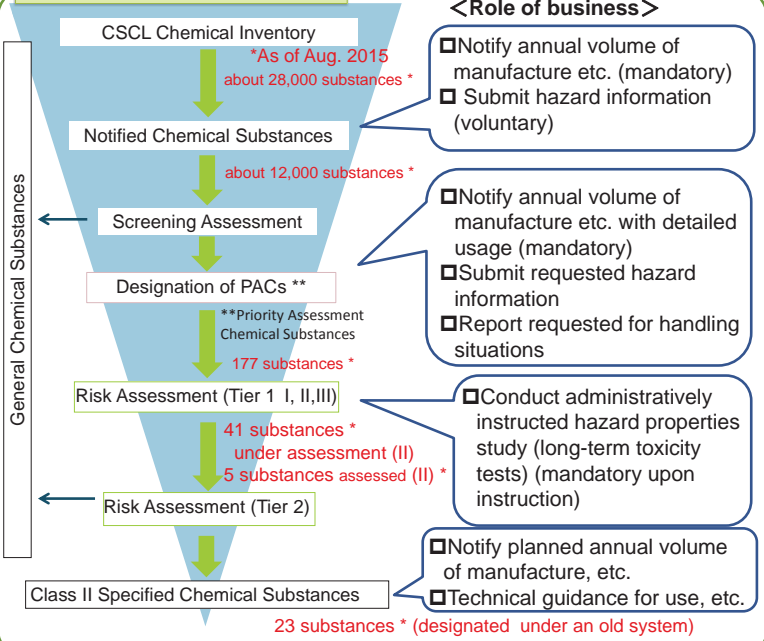 <Role of business>
CSCL Chemical Inventory
*As of Aug. 2015
about 28,000 substances *
Notified Chemical Substances
about 12,000 substances *
Screening Assessment
Designation of PACs **
**Priority Assessment
Chemical Substances
177 substances *
Risk Assessment (Tier 1 I, II,III)
41 substances *
under assessment (II)
5 substances assessed (II) *
Risk Assessment (Tier 2)
Class II Specified Chemical Substances
23 substances * (designated under an old system)
General Chemical Substances
Notify annual volume of
manufacture etc. (mandatory)
Submit hazard information
(voluntary)
Notify annual volume of
manufacture etc. with detailed
usage (mandatory)
Submit requested hazard
information
Report requested for handling
situations
Conduct administratively
instructed hazard properties
study (long-term toxicity
tests) (mandatory upon
instruction)
Notify planned annual volume
of manufacture, etc.
Technical guidance for use, etc.